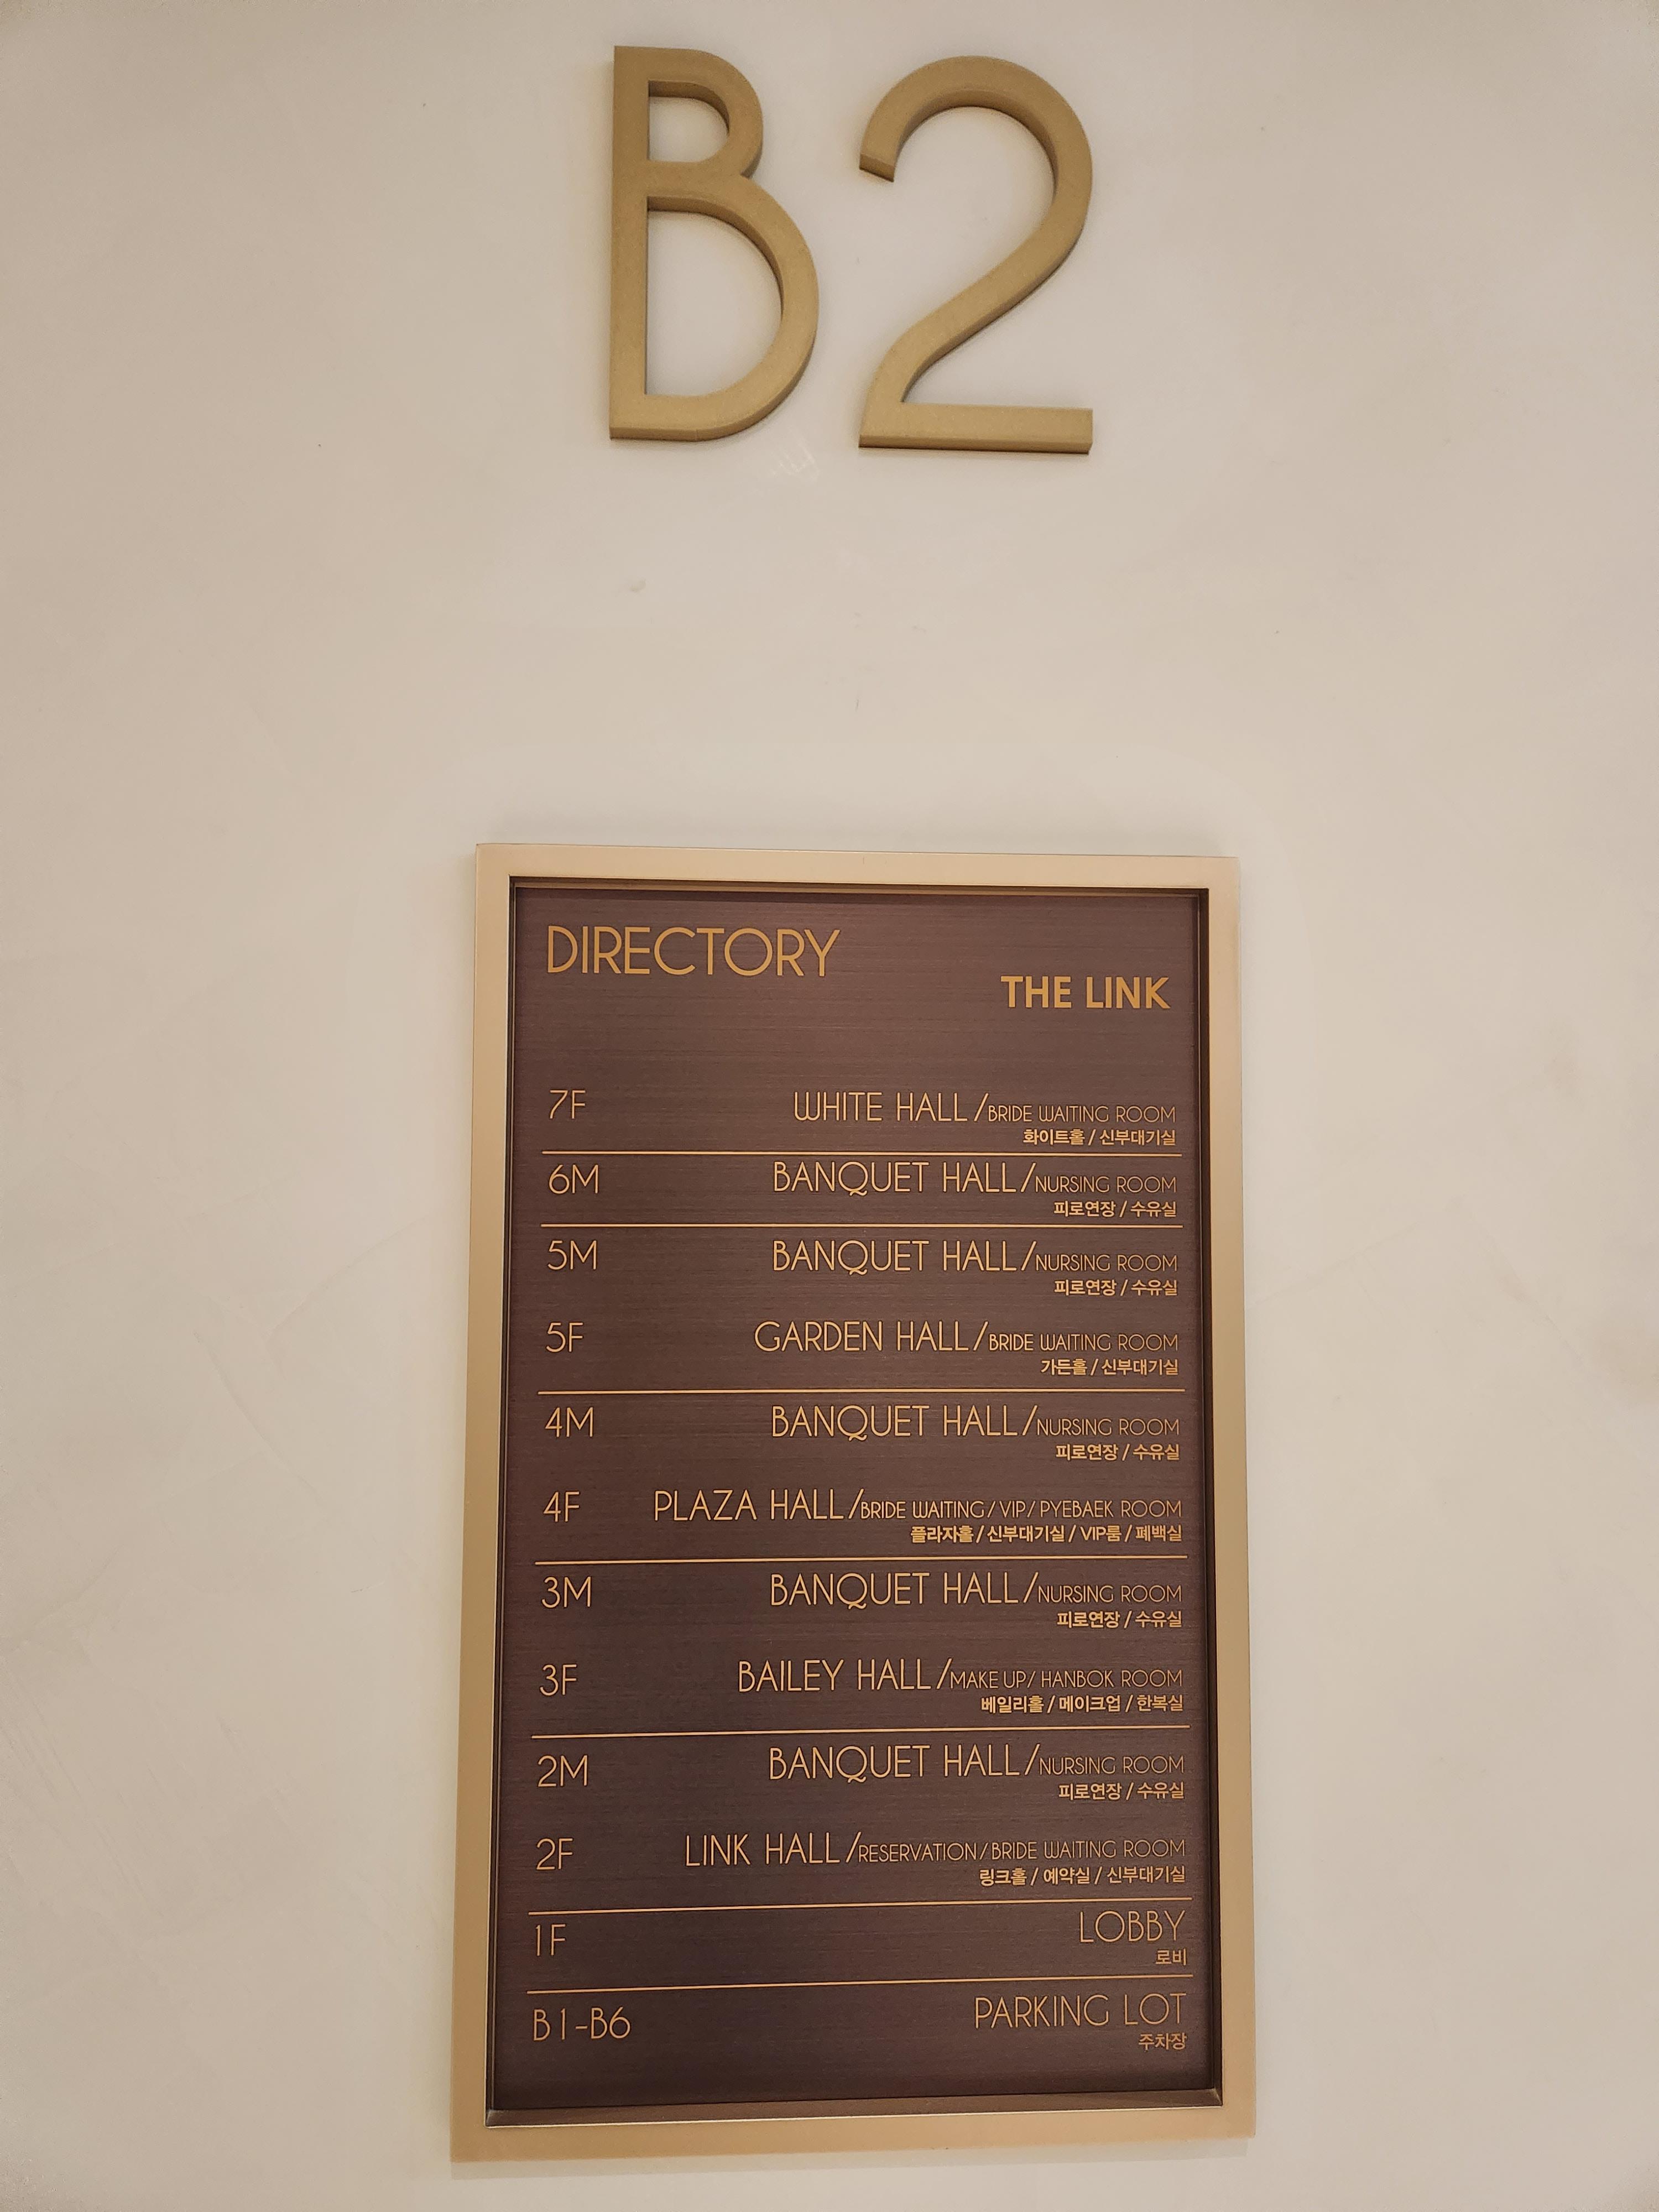 B2
DIRECTORY
THE LINK
7F WHITE HALL / BRIDE WAITING ROOM
화이트홀 / 신부대기실
6M BANQUET HALL / NURSING ROOM
피로연장 / 수유실
5M BANQUET HALL / NURSING ROOM
피로연장 / 수유실
5F GARDEN HALL / BRIDE WAITING ROOM
가든홀 / 신부대기실
4M BANQUET HALL / NURSING ROOM
피로연장 / 수유실
4F PLAZA HALL / BRIDE WAITING / VIP / PYEBAEK ROOM
플라자홀 / 신부대기실 / VIP룸 / 폐백실
3M BANQUET HALL / NURSING ROOM
피로연장 / 수유실
3F BAILEY HALL / MAKE UP / HANBOK ROOM
베일리홀 / 메이크업 / 한복실
2M BANQUET HALL / NURSING ROOM
피로연장 / 수유실
2F LINK HALL / RESERVATION / BRIDE WAITING ROOM
링크홀 / 예약실 / 신부대기실
1F LOBBY
로비
B1-B6 PARKING LOT
주차장